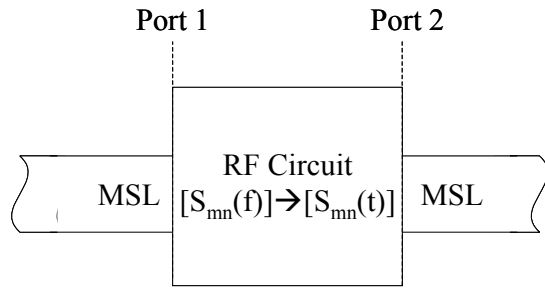 Port 1 Port 2
RF Circuit
MSL [Sₘₙ(f)]→[Sₘₙ(t)] MSL